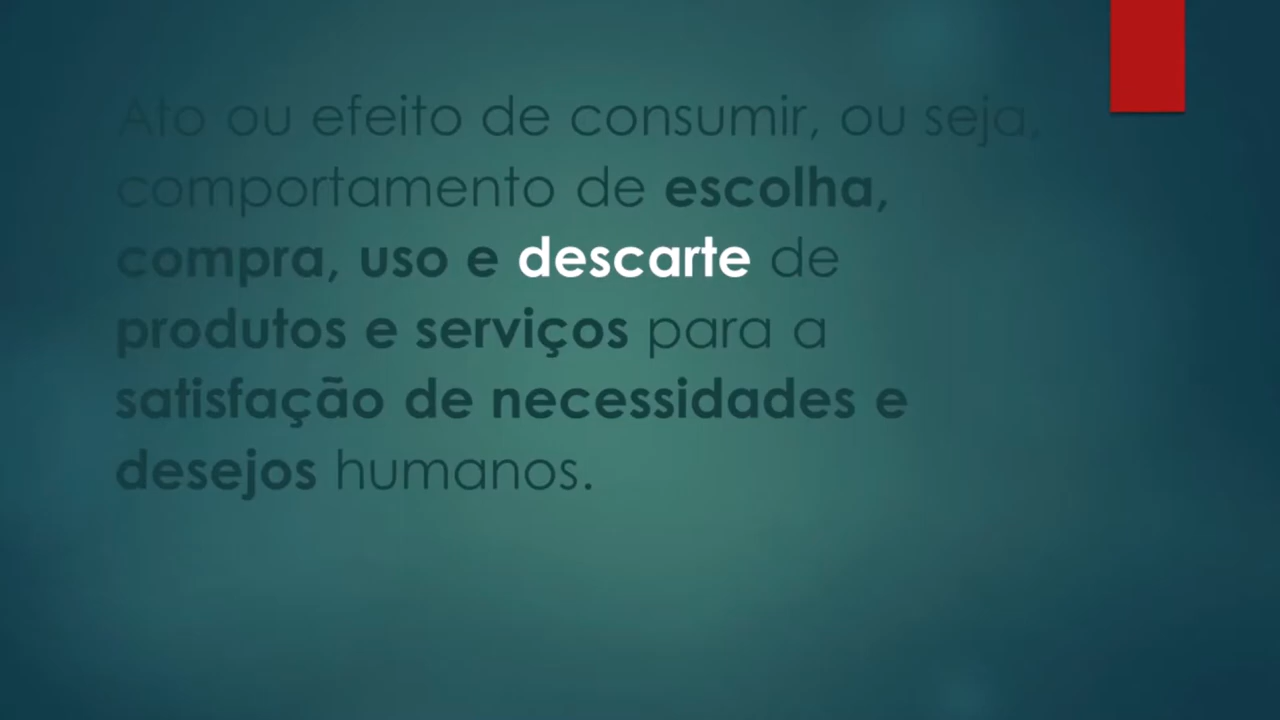 Ato ou efeito de consumir, ou seja,
comportamento de escolha,
compra, uso e descarte de
produtos e serviços para a
satisfação de necessidades e
desejos humanos.